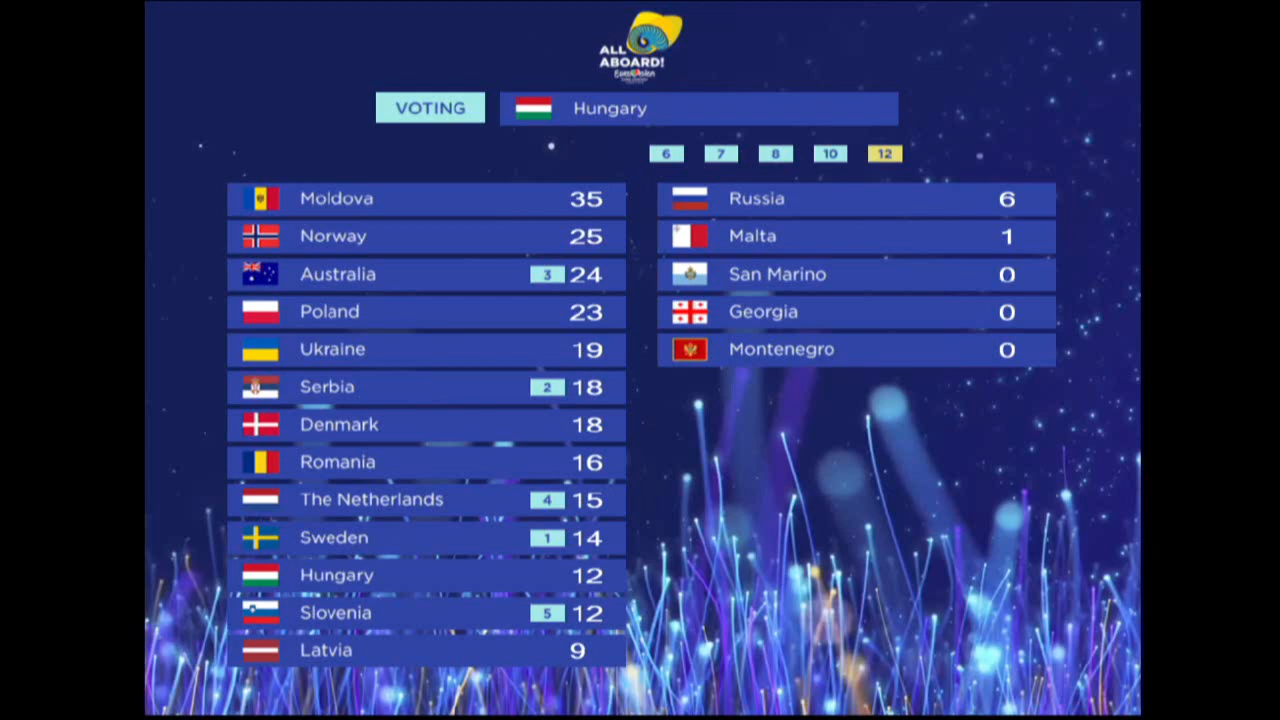 ALL
ABOARD!
EUROVISION
VOTING Hungary
6 7 8 10 12
Moldova 35
Norway 25
Australia 3 24
Poland 23
Ukraine 19
Serbia 2 18
Denmark 18
Romania 16
The Netherlands 4 15
Sweden 1 14
Hungary 12
Slovenia 5 12
Latvia 9
Russia 6
Malta 1
San Marino 0
Georgia 0
Montenegro 0